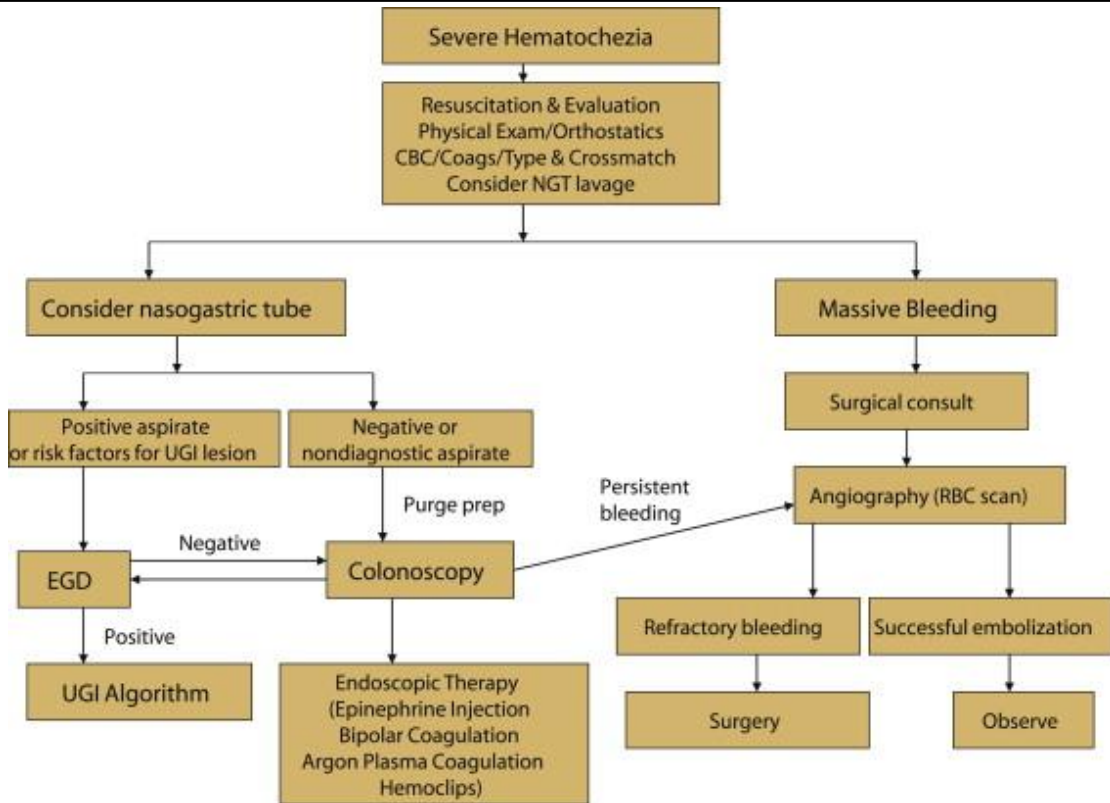 Severe Hematochezia
Resuscitation & Evaluation
Physical Exam/Orthostatics
CBC/Coags/Type & Crossmatch
Consider NGT lavage
Consider nasogastric tube
Massive Bleeding
Surgical consult
Positive aspirate
or risk factors for UGI lesion
Negative or
nondiagnostic aspirate
Persistent
bleeding
Angiography (RBC scan)
Purge prep
Negative
EGD
Colonoscopy
Positive
Refractory bleeding
Successful embolization
UGI Algorithm
Endoscopic Therapy
(Epinephrine Injection
Bipolar Coagulation
Argon Plasma Coagulation
Hemoclips)
Surgery
Observe